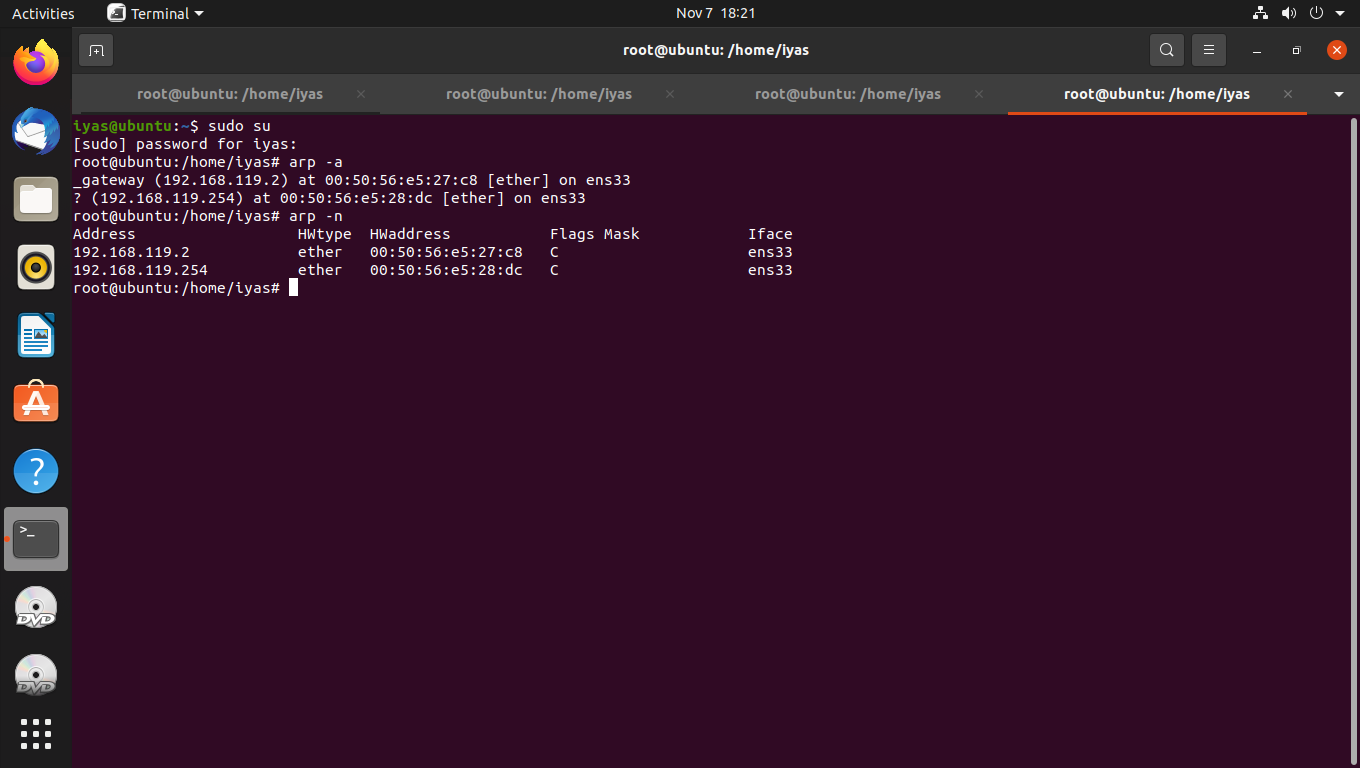 Activities Terminal Nov 7 18:21
root@ubuntu: /home/iyas
root@ubuntu: /home/iyas root@ubuntu: /home/iyas root@ubuntu: /home/iyas root@ubuntu: /home/iyas
iyas@ubuntu:~$ sudo su
[sudo] password for iyas:
root@ubuntu:/home/iyas# arp -a
_gateway (192.168.119.2) at 00:50:56:e5:27:c8 [ether] on ens33
? (192.168.119.254) at 00:50:56:e5:28:dc [ether] on ens33
root@ubuntu:/home/iyas# arp -n
Address HWtype HWaddress Flags Mask Iface
192.168.119.2 ether 00:50:56:e5:27:c8 C ens33
192.168.119.254 ether 00:50:56:e5:28:dc C ens33
root@ubuntu:/home/iyas#
?
>_
DVD
DVD